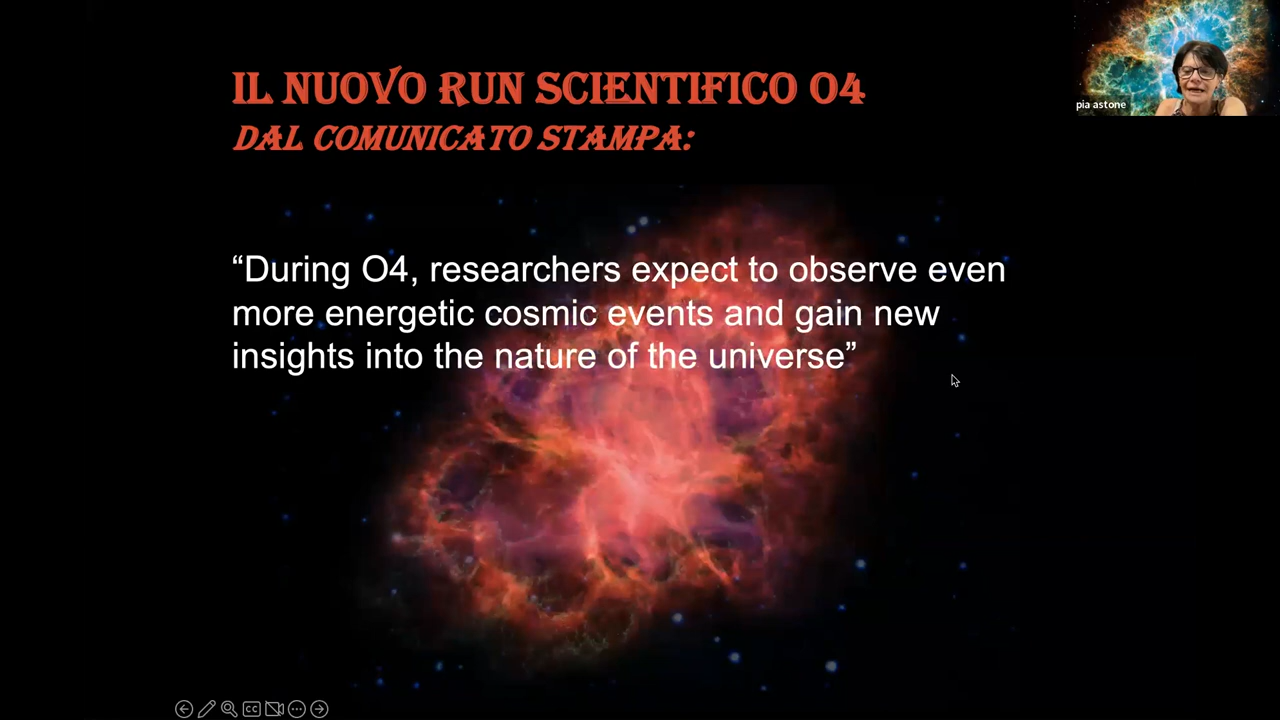 IL NUOVO RUN SCIENTIFICO O4
DAL COMUNICATO STAMPA:
pia astone
“During O4, researchers expect to observe even
more energetic cosmic events and gain new
insights into the nature of the universe”
CC